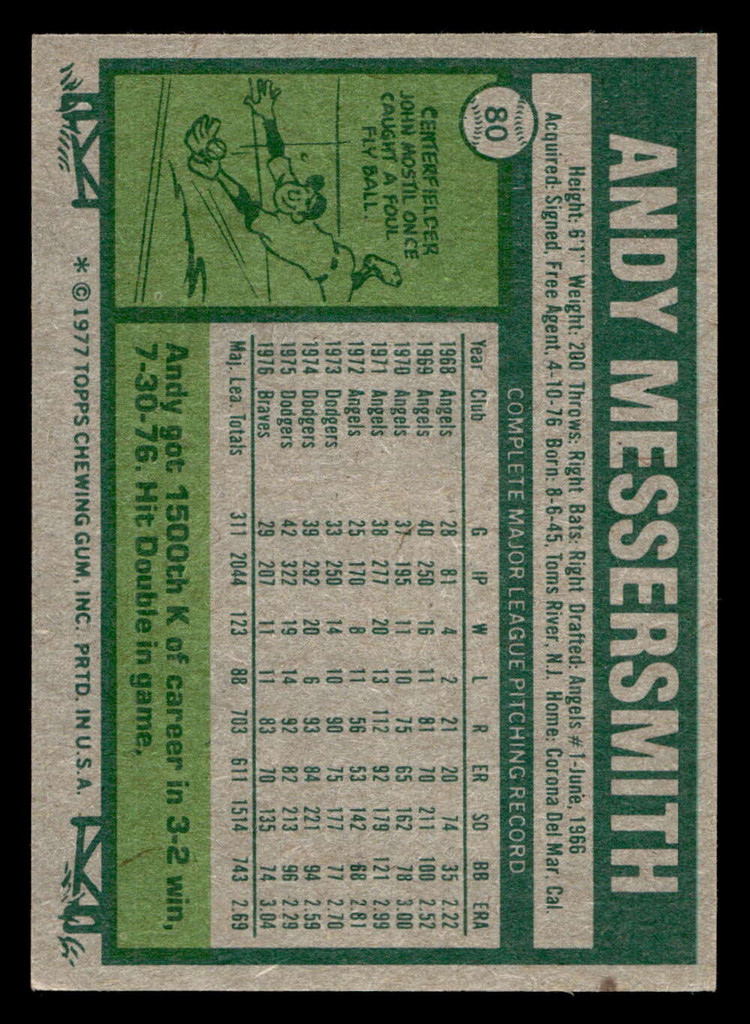 80
ANDY MESSERSMITH
Height: 6'1" Weight: 200 Throws: Right Bats: Right Drafted: Angels #1-June, 1966
Acquired: Signed, Free Agent, 4-10-76 Born: 8-6-45, Toms River, N.J. Home: Corona Del Mar, Cal.
COMPLETE MAJOR LEAGUE PITCHING RECORD
CENTERFIELDER
JOHN MOSTIL ONCE
CAUGHT A FOUL
FLY BALL.
Year Club G IP W L R ER SO BB ERA
1968 Angels 28 81 4 2 21 20 74 35 2.22
1969 Angels 40 250 16 11 81 70 211 100 2.52
1970 Angels 37 195 11 10 75 65 162 78 3.00
1971 Angels 38 277 20 13 112 92 179 121 2.99
1972 Angels 25 170 8 11 56 53 142 68 2.81
1973 Dodgers 33 250 14 10 90 75 177 77 2.70
1974 Dodgers 39 292 20 6 93 84 221 94 2.59
1975 Dodgers 42 322 19 14 92 82 213 96 2.29
1976 Braves 29 207 11 11 83 70 135 74 3.04
Maj. Lea. Totals 311 2044 123 88 703 611 1514 743 2.69
Andy got 1500th K of career in 3-2 win,
7-30-76. Hit Double in game.
* © 1977 TOPPS CHEWING GUM, INC. PRTD. IN U.S.A.